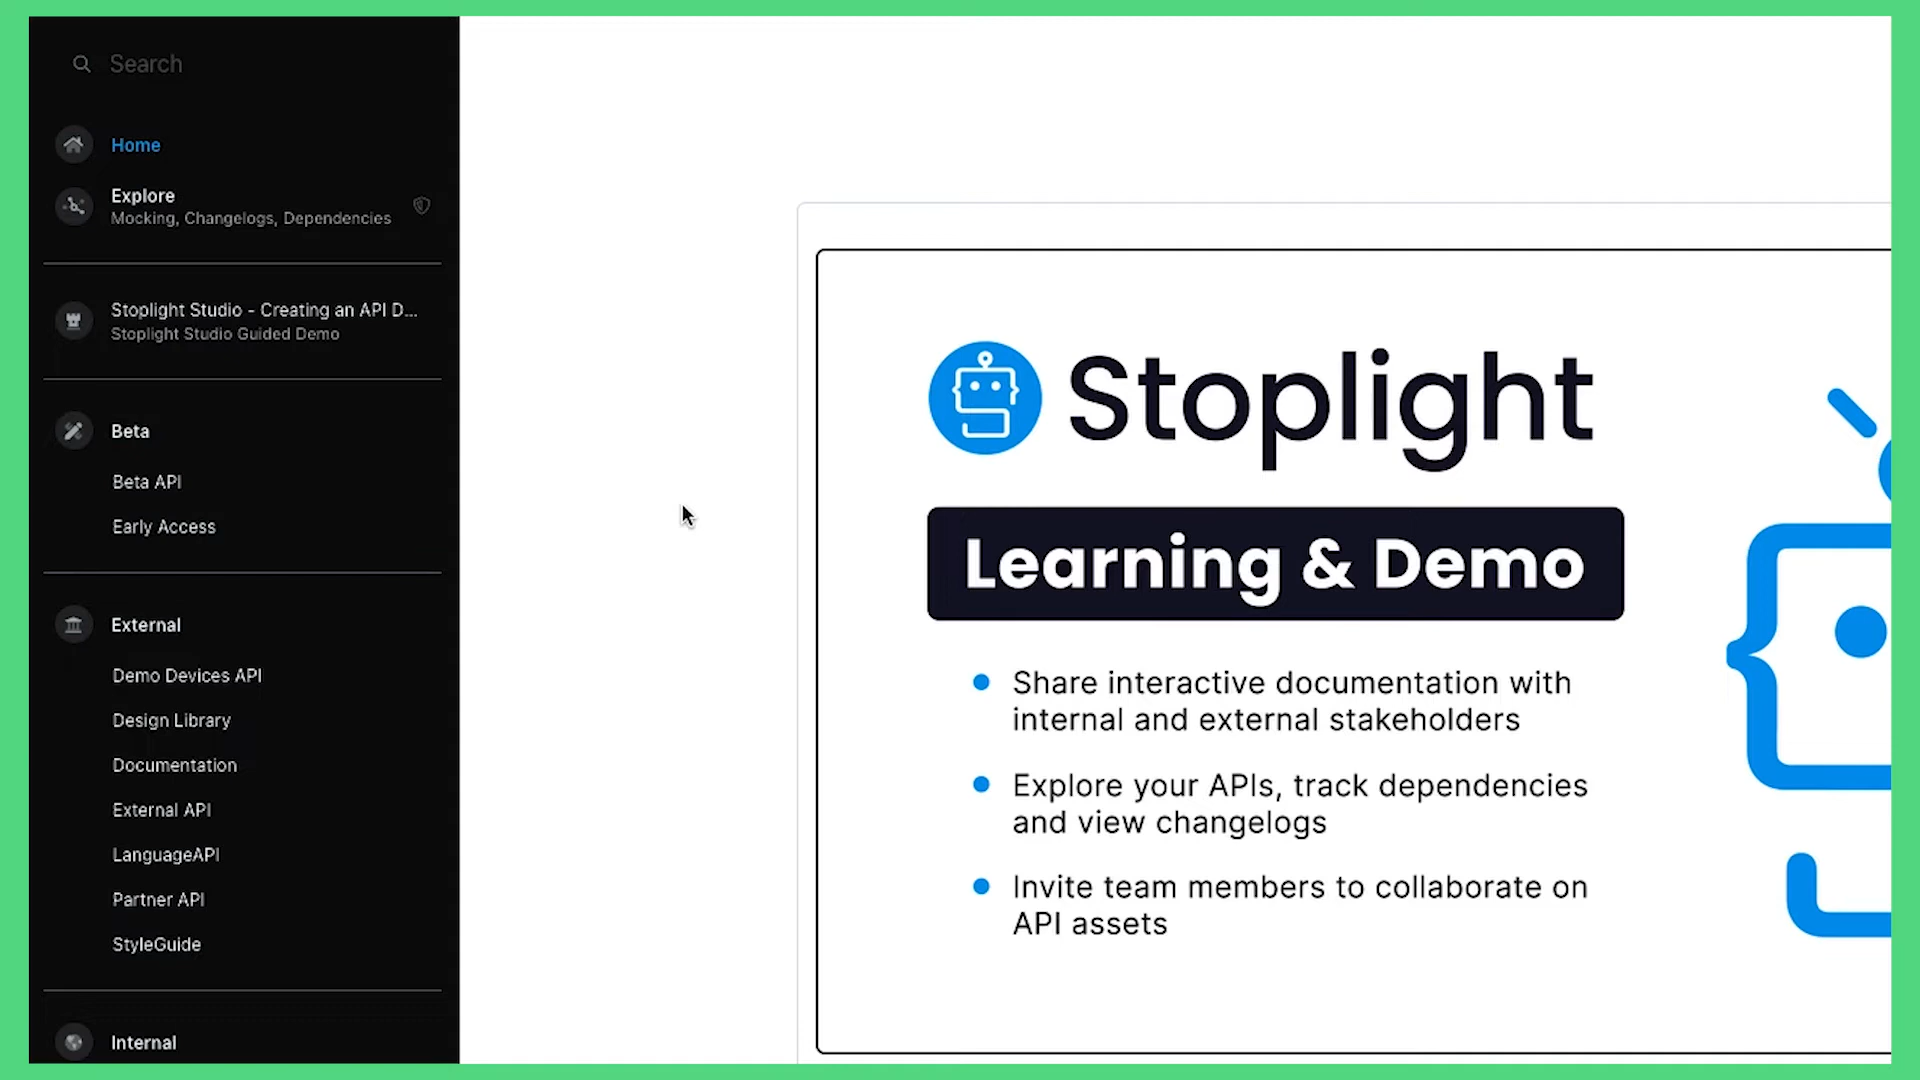 Search
Home
Explore
Mocking, Changelogs, Dependencies
Stoplight Studio - Creating an API D...
Stoplight Studio Guided Demo
Beta
Beta API
Early Access
External
Demo Devices API
Design Library
Documentation
External API
LanguageAPI
Partner API
StyleGuide
Internal
Stoplight
Learning & Demo
Share interactive documentation with
internal and external stakeholders
Explore your APIs, track dependencies
and view changelogs
Invite team members to collaborate on
API assets